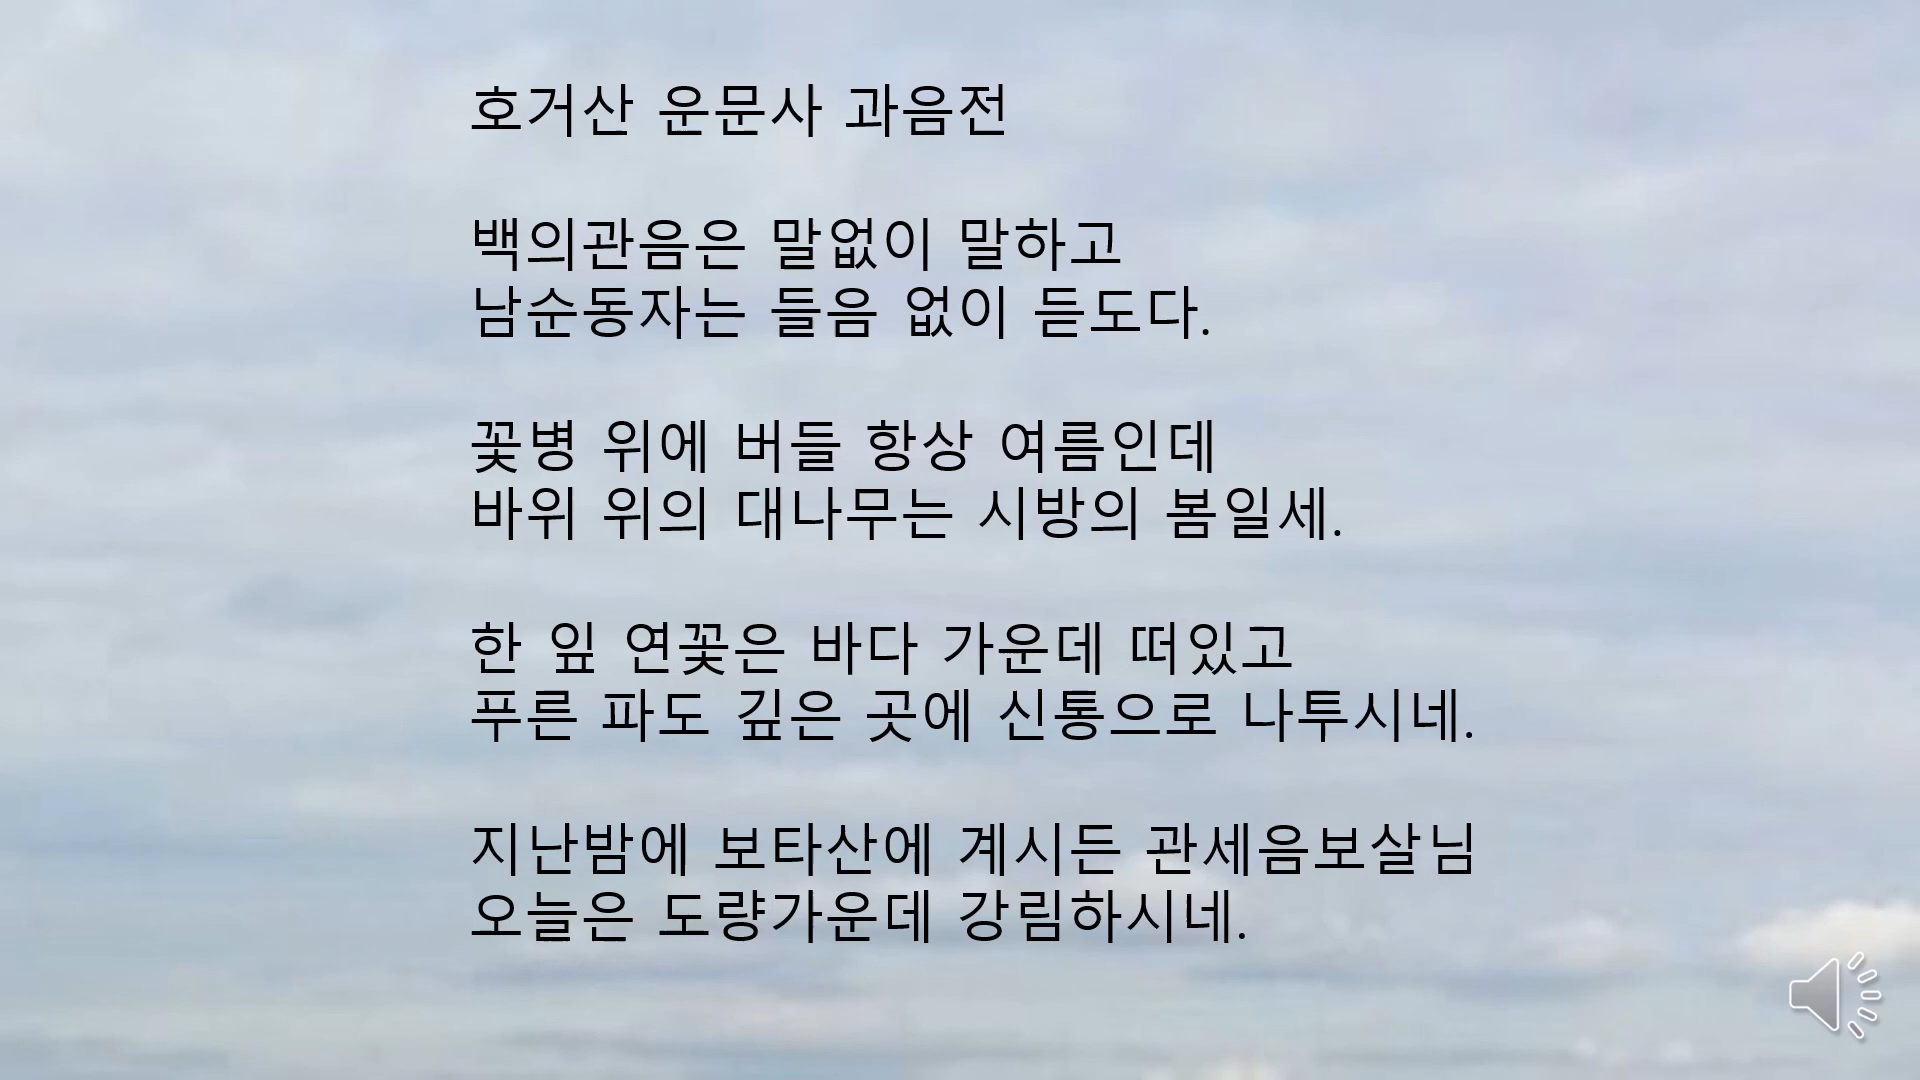 호거산 운문사 과음전
백의관음은 말없이 말하고
남순동자는 들음 없이 듣도다.
꽃병 위에 버들 항상 여름인데
바위 위의 대나무는 시방의 봄일세.
한 잎 연꽃은 바다 가운데 떠있고
푸른 파도 깊은 곳에 신통으로 나투시네.
지난밤에 보타산에 계시든 관세음보살님
오늘은 도량가운데 강림하시네.